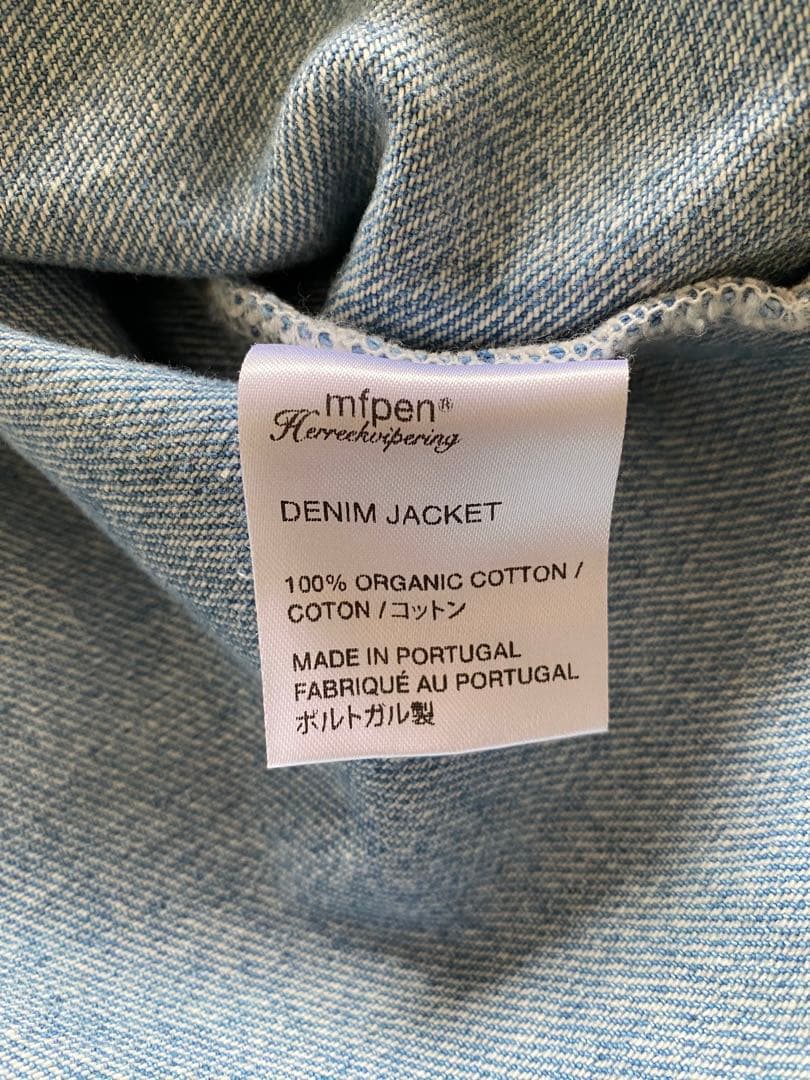 mfpen®
Herreekvipering
DENIM JACKET
100% ORGANIC COTTON /
COTON / コットン
MADE IN PORTUGAL
FABRIQUÉ AU PORTUGAL
ポルトガル製